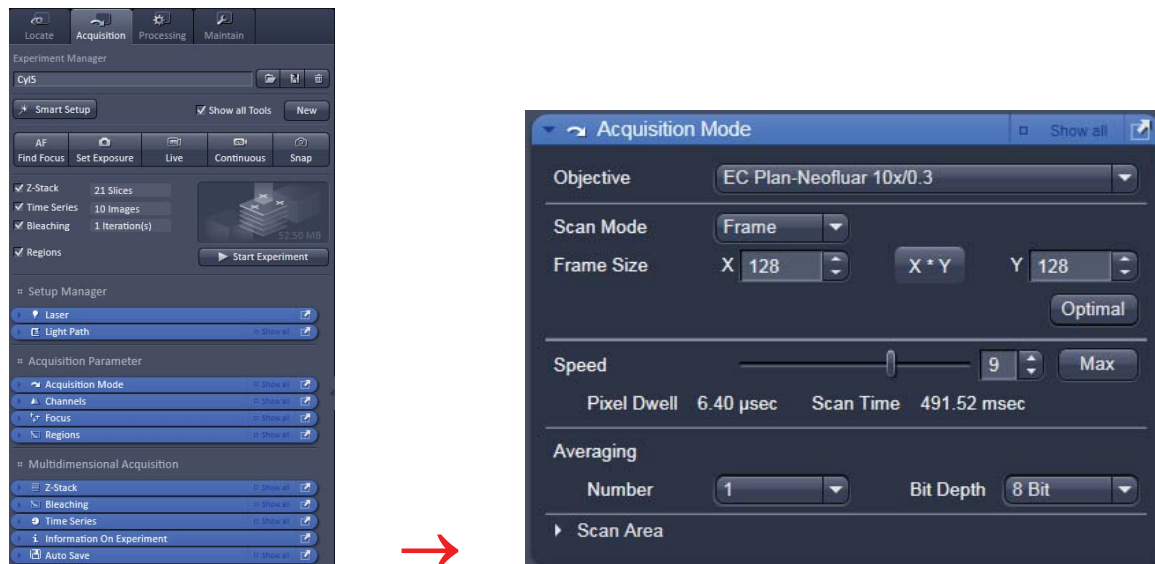 Locate Acquisition Processing Maintain
Experiment Manager
Cyl5
Smart Setup Show all Tools New
AF
Find Focus Set Exposure Live Continuous Snap
Z-Stack 21 Slices
Time Series 10 Images
Bleaching 1 Iteration(s)
52.50 MB
Regions Start Experiment
Setup Manager
Laser
Light Path Show all
Acquisition Parameter
Acquisition Mode Show all
Channels Show all
Focus Show all
Regions Show all
Multidimensional Acquisition
Z-Stack Show all
Bleaching Show all
Time Series Show all
Information On Experiment
Auto Save Show all
Acquisition Mode Show all
Objective EC Plan-Neofluar 10x/0.3
Scan Mode Frame
Frame Size X 128 X * Y Y 128
Optimal
Speed 9 Max
Pixel Dwell 6.40 µsec Scan Time 491.52 msec
Averaging
Number 1 Bit Depth 8 Bit
Scan Area